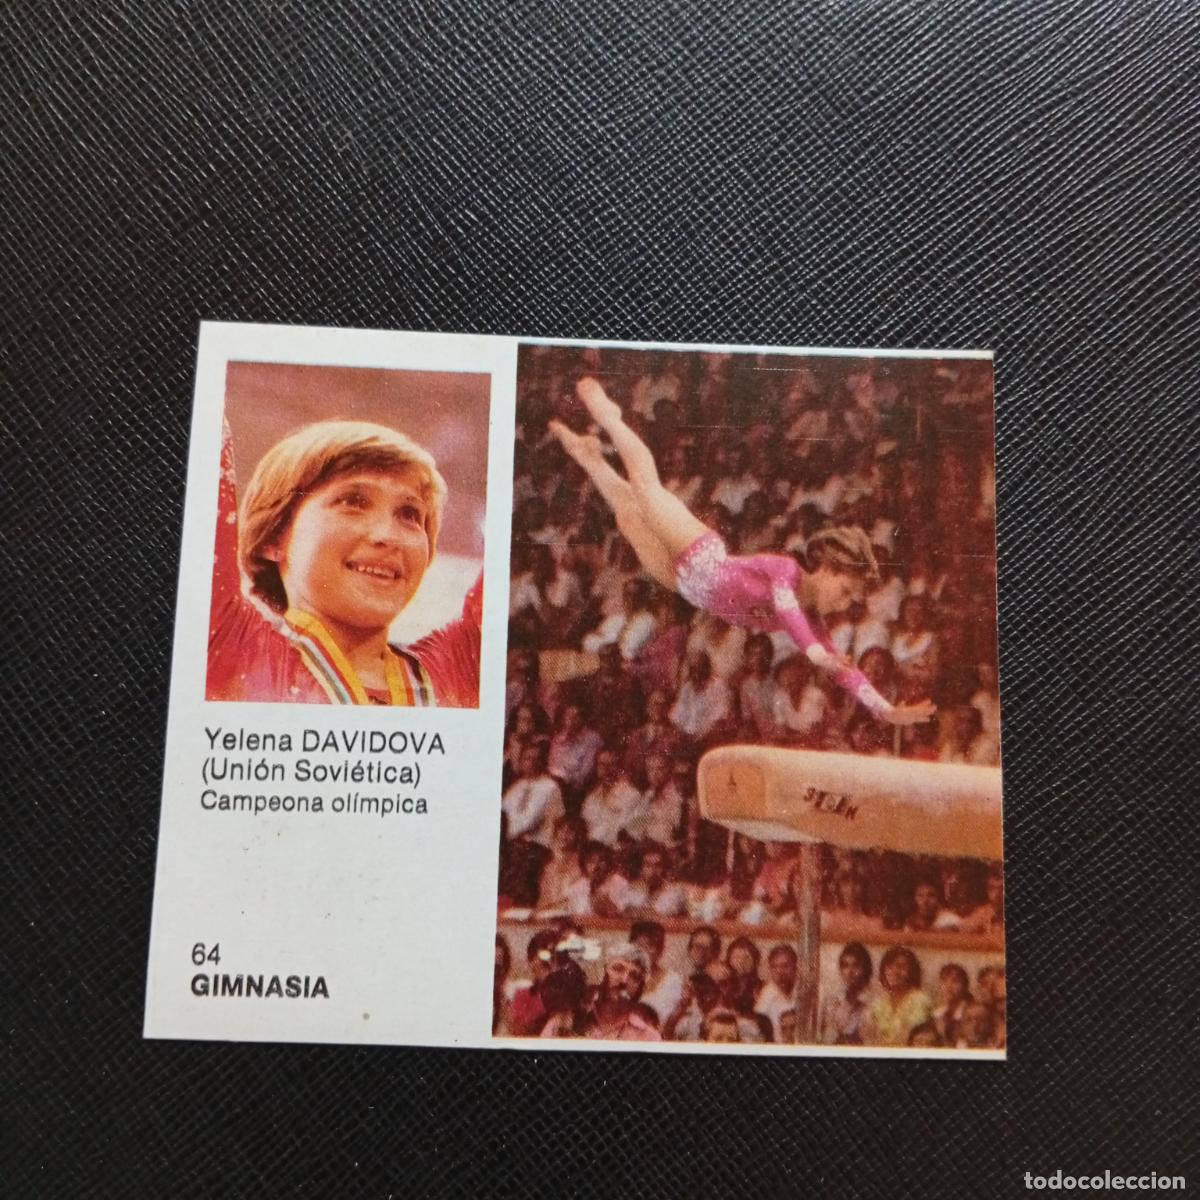 Yelena DAVIDOVA
(Unión Soviética)
Campeona olímpica
64
GIMNASIA
todocoleccion